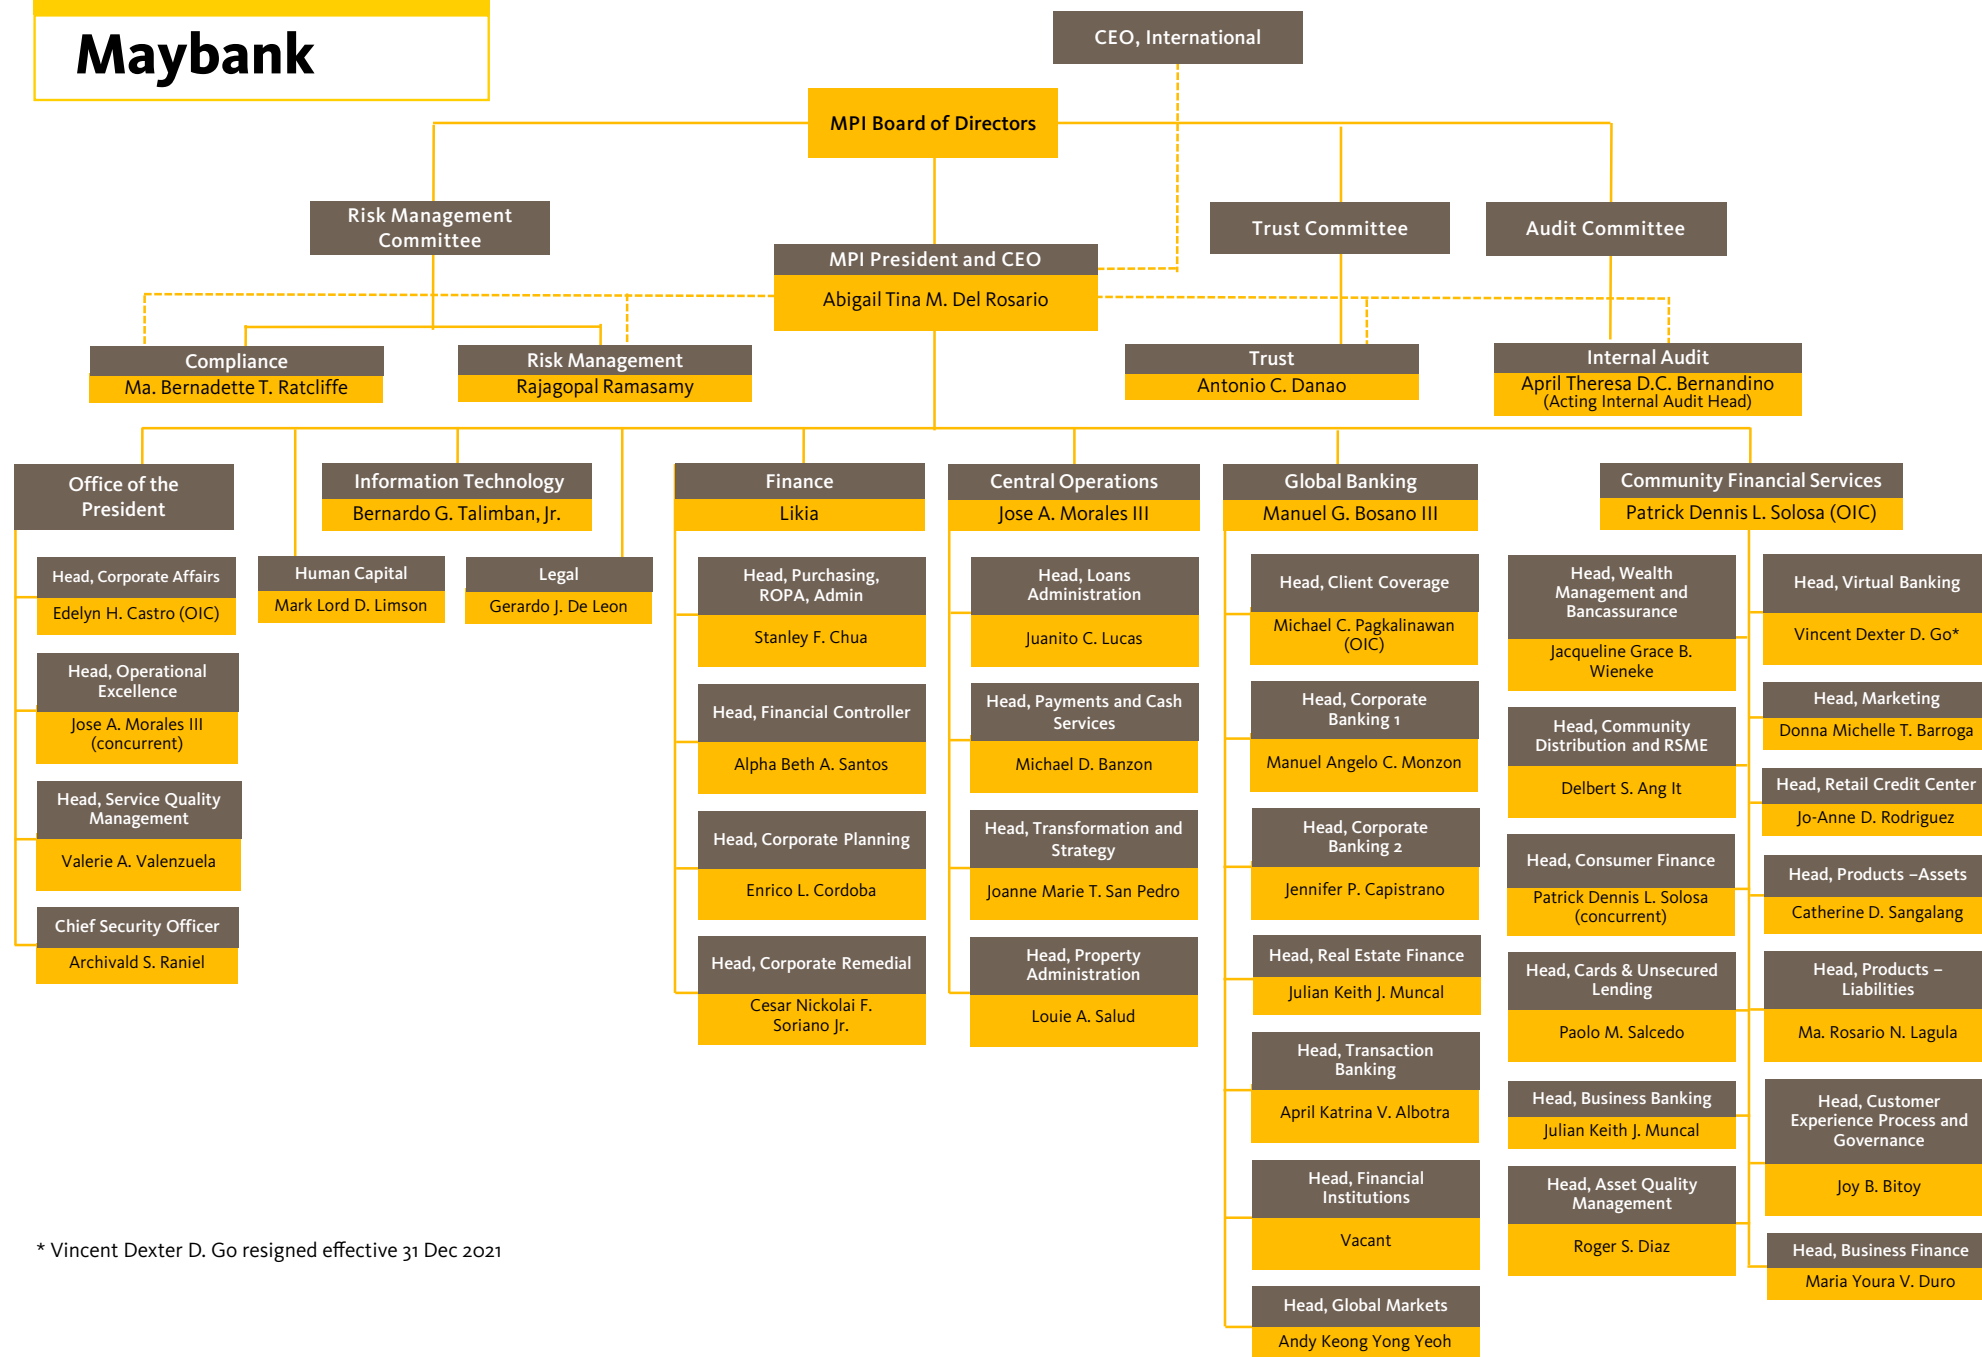 Maybank
CEO, International
MPI Board of Directors
Risk Management
Committee
Trust Committee
Audit Committee
MPI President and CEO
Abigail Tina M. Del Rosario
Compliance
Ma. Bernadette T. Ratcliffe
Risk Management
Rajagopal Ramasamy
Trust
Antonio C. Danao
Internal Audit
April Theresa D.C. Bernandino
(Acting Internal Audit Head)
Office of the
President
Head, Corporate Affairs
Edelyn H. Castro (OIC)
Head, Operational
Excellence
Jose A. Morales III
(concurrent)
Head, Service Quality
Management
Valerie A. Valenzuela
Chief Security Officer
Archivald S. Raniel
Human Capital
Mark Lord D. Limson
Information Technology
Bernardo G. Talimban, Jr.
Legal
Gerardo J. De Leon
Finance
Likia
Head, Purchasing,
ROPA, Admin
Stanley F. Chua
Head, Financial Controller
Alpha Beth A. Santos
Head, Corporate Planning
Enrico L. Cordoba
Head, Corporate Remedial
Cesar Nickolai F.
Soriano Jr.
Central Operations
Jose A. Morales III
Head, Loans
Administration
Juanito C. Lucas
Head, Payments and Cash
Services
Michael D. Banzon
Head, Transformation and
Strategy
Joanne Marie T. San Pedro
Head, Property
Administration
Louie A. Salud
Global Banking
Manuel G. Bosano III
Head, Client Coverage
Michael C. Pagkalinawan
(OIC)
Head, Corporate
Banking 1
Manuel Angelo C. Monzon
Head, Corporate
Banking 2
Jennifer P. Capistrano
Head, Real Estate Finance
Julian Keith J. Muncal
Head, Transaction
Banking
April Katrina V. Albotra
Head, Financial
Institutions
Vacant
Head, Global Markets
Andy Keong Yong Yeoh
Community Financial Services
Patrick Dennis L. Solosa (OIC)
Head, Wealth
Management and
Bancassurance
Jacqueline Grace B.
Wieneke
Head, Community
Distribution and RSME
Delbert S. Ang It
Head, Consumer Finance
Patrick Dennis L. Solosa
(concurrent)
Head, Cards & Unsecured
Lending
Paolo M. Salcedo
Head, Business Banking
Julian Keith J. Muncal
Head, Asset Quality
Management
Roger S. Diaz
Head, Virtual Banking
Vincent Dexter D. Go*
Head, Marketing
Donna Michelle T. Barroga
Head, Retail Credit Center
Jo-Anne D. Rodriguez
Head, Products –Assets
Catherine D. Sangalang
Head, Products –
Liabilities
Ma. Rosario N. Lagula
Head, Customer
Experience Process and
Governance
Joy B. Bitoy
Head, Business Finance
Maria Youra V. Duro
* Vincent Dexter D. Go resigned effective 31 Dec 2021